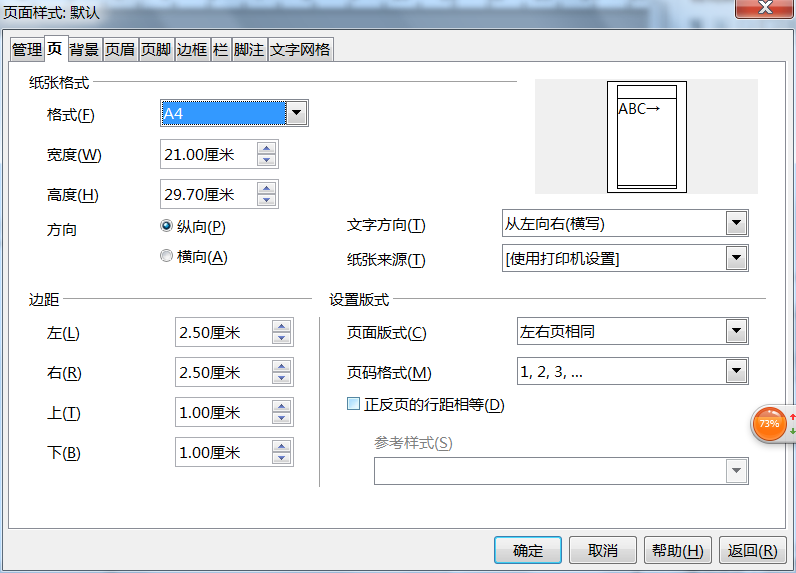 页面样式: 默认
管理 页 背景 页眉 页脚 边框 栏 脚注 文字网格
纸张格式
格式(F) A4
ABC→
宽度(W) 21.00厘米
高度(H) 29.70厘米
方向 纵向(P)
横向(A)
文字方向(T) 从左向右(横写)
纸张来源(T) [使用打印机设置]
边距
左(L) 2.50厘米
右(R) 2.50厘米
上(T) 1.00厘米
下(B) 1.00厘米
设置版式
页面版式(C) 左右页相同
页码格式(M) 1, 2, 3, ...
正反页的行距相等(D)
参考样式(S)
73%
确定 取消 帮助(H) 返回(R)